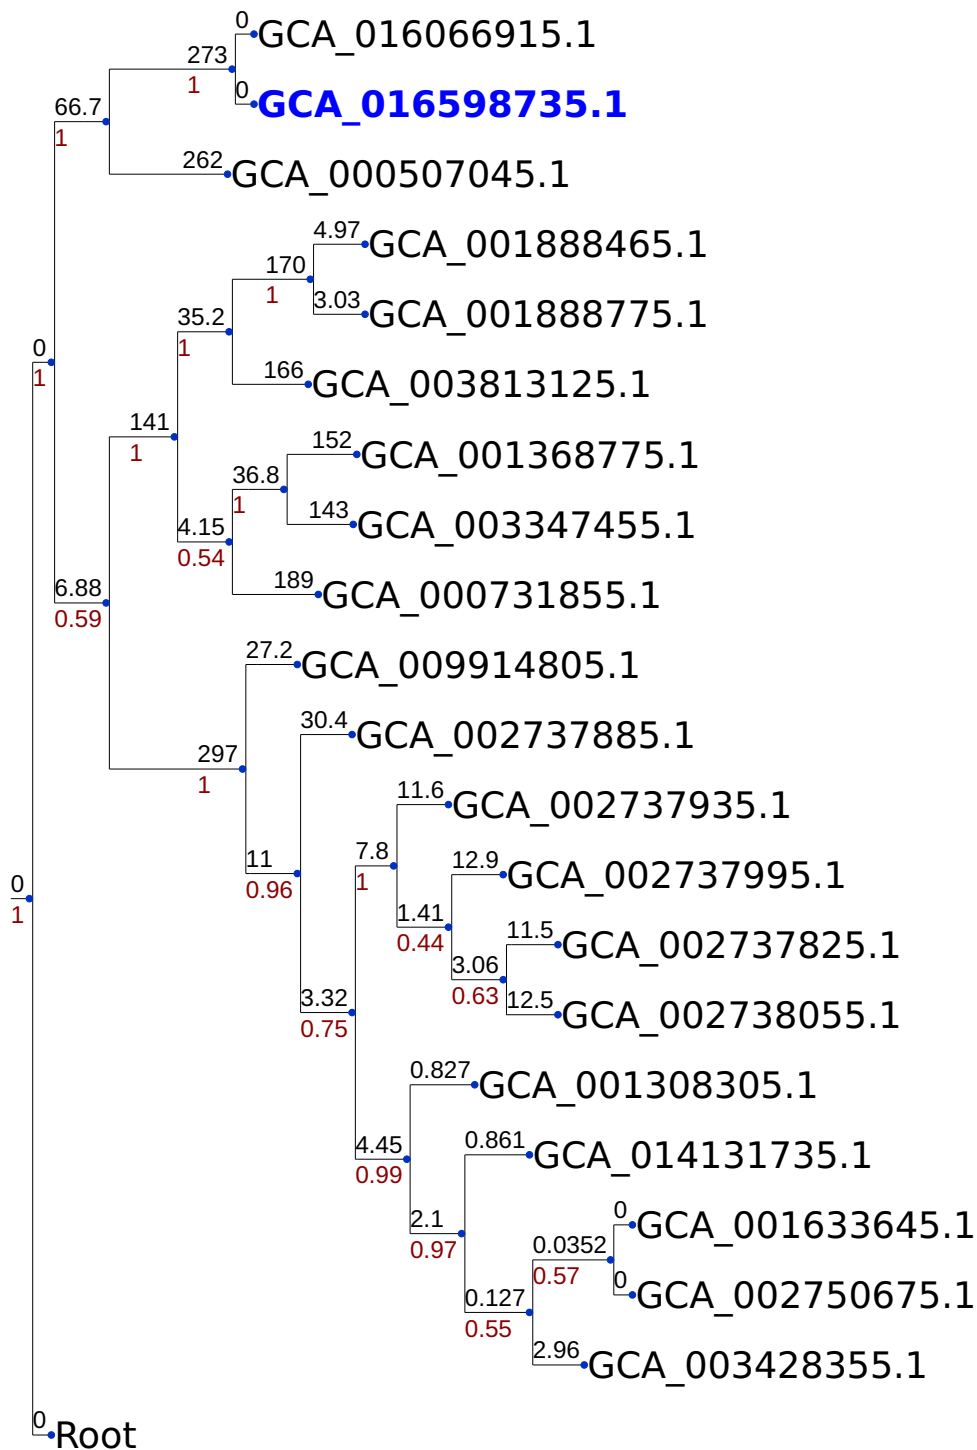 0
GCA_016066915.1
273
1
0
GCA_016598735.1
66.7
1
262
GCA_000507045.1
4.97
GCA_001888465.1
170
1
3.03
GCA_001888775.1
35.2
1
166
GCA_003813125.1
0
1
141
1
152
GCA_001368775.1
36.8
1
143
GCA_003347455.1
4.15
0.54
189
GCA_000731855.1
6.88
0.59
27.2
GCA_009914805.1
30.4
GCA_002737885.1
297
1
11.6
GCA_002737935.1
7.8
1
12.9
GCA_002737995.1
11
0.96
1.41
0.44
11.5
GCA_002737825.1
3.06
0.63
12.5
GCA_002738055.1
0
1
3.32
0.75
0.827
GCA_001308305.1
4.45
0.99
0.861
GCA_014131735.1
2.1
0.97
0
GCA_001633645.1
0.0352
0.57
0
GCA_002750675.1
0.127
0.55
2.96
GCA_003428355.1
0
Root